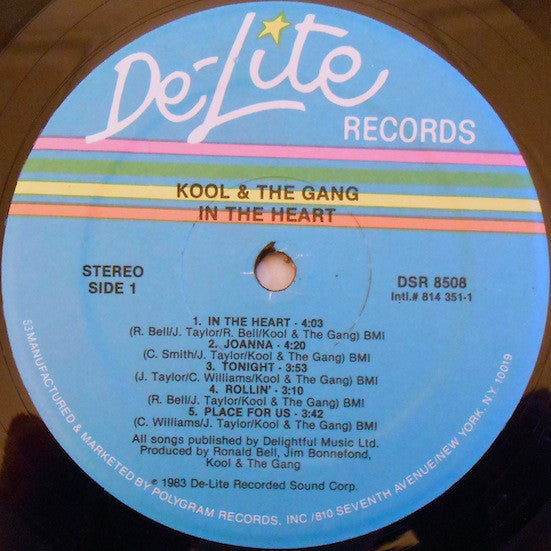 De-Lite
RECORDS
KOOL & THE GANG
IN THE HEART
STEREO
SIDE 1
DSR 8508
Intl.# 814 351-1
1. IN THE HEART - 4:03
(R. Bell/J. Taylor/R. Bell/Kool & The Gang) BMI
2. JOANNA - 4:20
(C. Smith/J. Taylor/Kool & The Gang) BMI
3. TONIGHT - 3:53
(J. Taylor/C. Williams/Kool & The Gang) BMI
4. ROLLIN' - 3:10
(R. Bell/J. Taylor/Kool & The Gang) BMI
5. PLACE FOR US - 3:42
(C. Williams/J. Taylor/Kool & The Gang) BMI
All songs published by Delightful Music Ltd.
Produced by Ronald Bell, Jim Bonnefond,
Kool & The Gang
℗ 1983 De-Lite Recorded Sound Corp.
53 MANUFACTURED & MARKETED BY POLYGRAM RECORDS, INC /810 SEVENTH AVENUE/NEW YORK, NY 10019